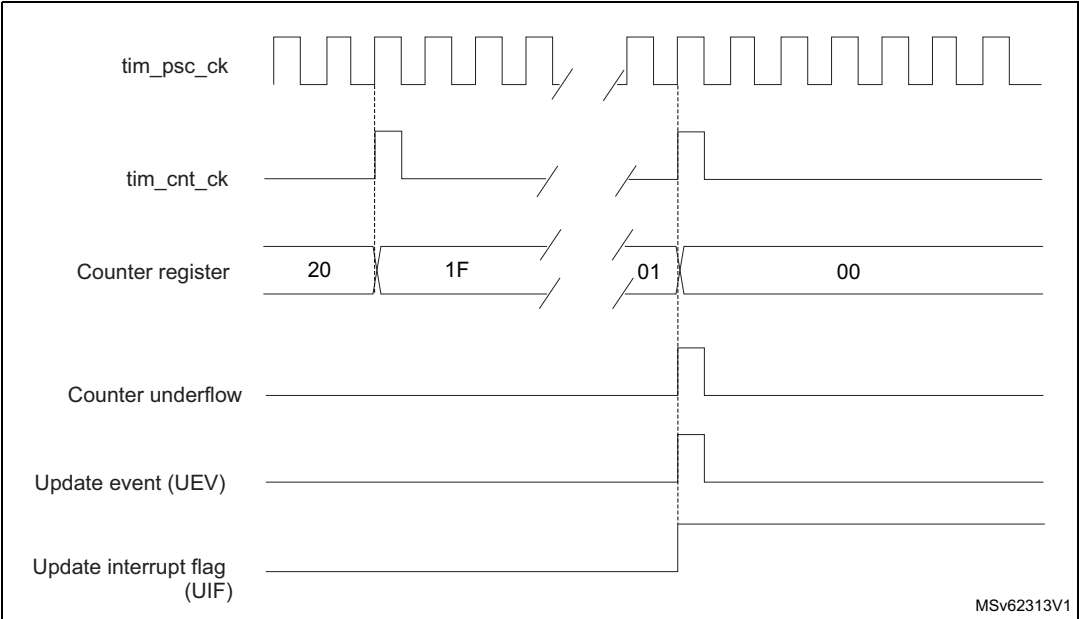 tim_psc_ck
tim_cnt_ck
Counter register
20
1F
01
00
Counter underflow
Update event (UEV)
Update interrupt flag
(UIF)
MSv62313V1